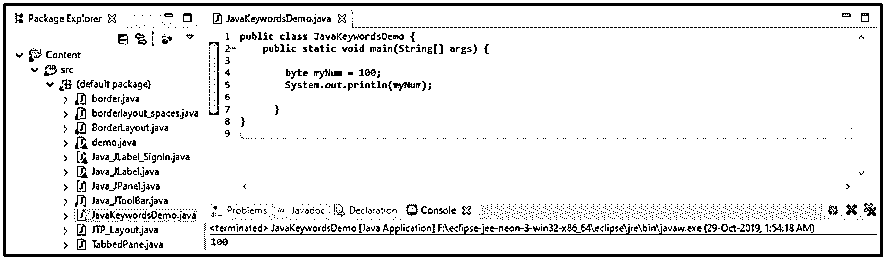 Package Explorer
Content
src
(default package)
border.java
borderlayout_spaces.java
BorderLayout.java
demo.java
Java_JLabel_SignIn.java
Java_JLabel.java
Java_JPanel.java
Java_JToolBar.java
JavaKeywordsDemo.java
JTP_Layout.java
TabbedPane.java
JavaKeywordsDemo.java
1 public class JavaKeywordsDemo {
2 public static void main(String[] args) {
3
4 byte myNum = 100;
5 System.out.println(myNum);
6
7 }
8 }
9
Problems @ Javadoc Declaration Console
<terminated> JavaKeywordsDemo [Java Application] F:\eclipse-jee-neon-3-win32-x86_64\eclipse\jre\bin\javaw.exe (29-Oct-2019, 1:54:18 AM)
100